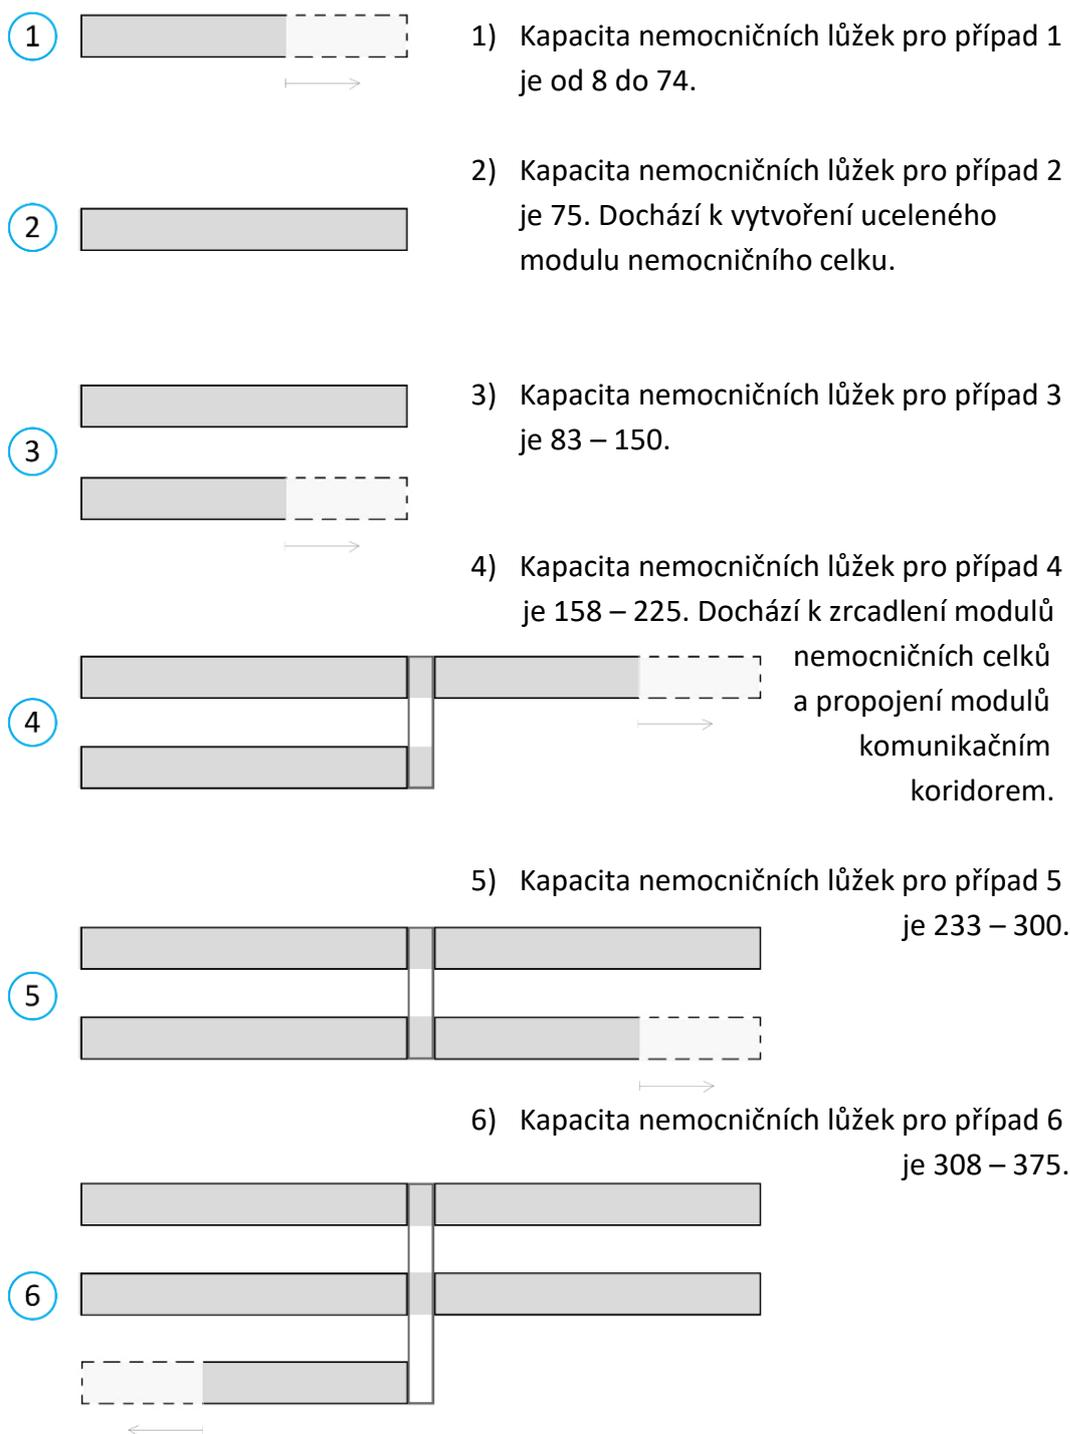 1
1) Kapacita nemocničních lůžek pro případ 1
je od 8 do 74.
2) Kapacita nemocničních lůžek pro případ 2
je 75. Dochází k vytvoření uceleného
modulu nemocničního celku.
2
3) Kapacita nemocničních lůžek pro případ 3
je 83 – 150.
3
4) Kapacita nemocničních lůžek pro případ 4
je 158 – 225. Dochází k zrcadlení modulů
nemocničních celků
a propojení modulů
komunikačním
koridorem.
4
5) Kapacita nemocničních lůžek pro případ 5
je 233 – 300.
5
6) Kapacita nemocničních lůžek pro případ 6
je 308 – 375.
6